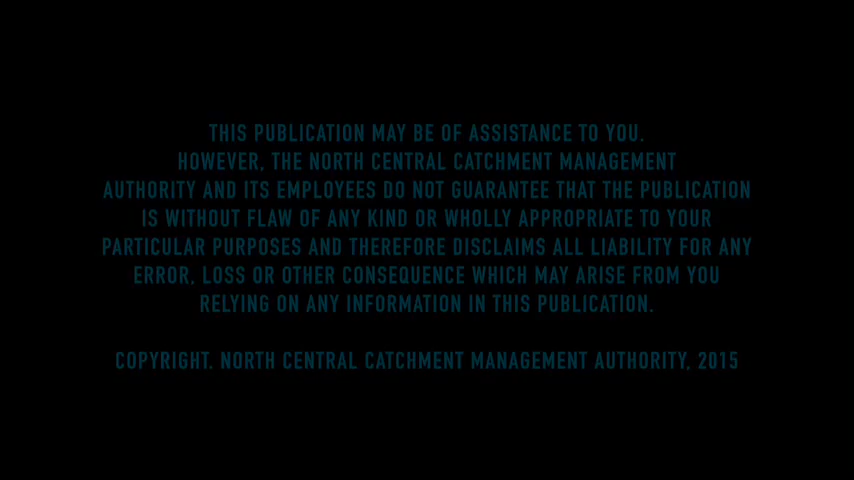 THIS PUBLICATION MAY BE OF ASSISTANCE TO YOU.
HOWEVER, THE NORTH CENTRAL CATCHMENT MANAGEMENT
AUTHORITY AND ITS EMPLOYEES DO NOT GUARANTEE THAT THE PUBLICATION
IS WITHOUT FLAW OF ANY KIND OR WHOLLY APPROPRIATE TO YOUR
PARTICULAR PURPOSES AND THEREFORE DISCLAIMS ALL LIABILITY FOR ANY
ERROR, LOSS OR OTHER CONSEQUENCE WHICH MAY ARISE FROM YOU
RELYING ON ANY INFORMATION IN THIS PUBLICATION.
COPYRIGHT. NORTH CENTRAL CATCHMENT MANAGEMENT AUTHORITY, 2015